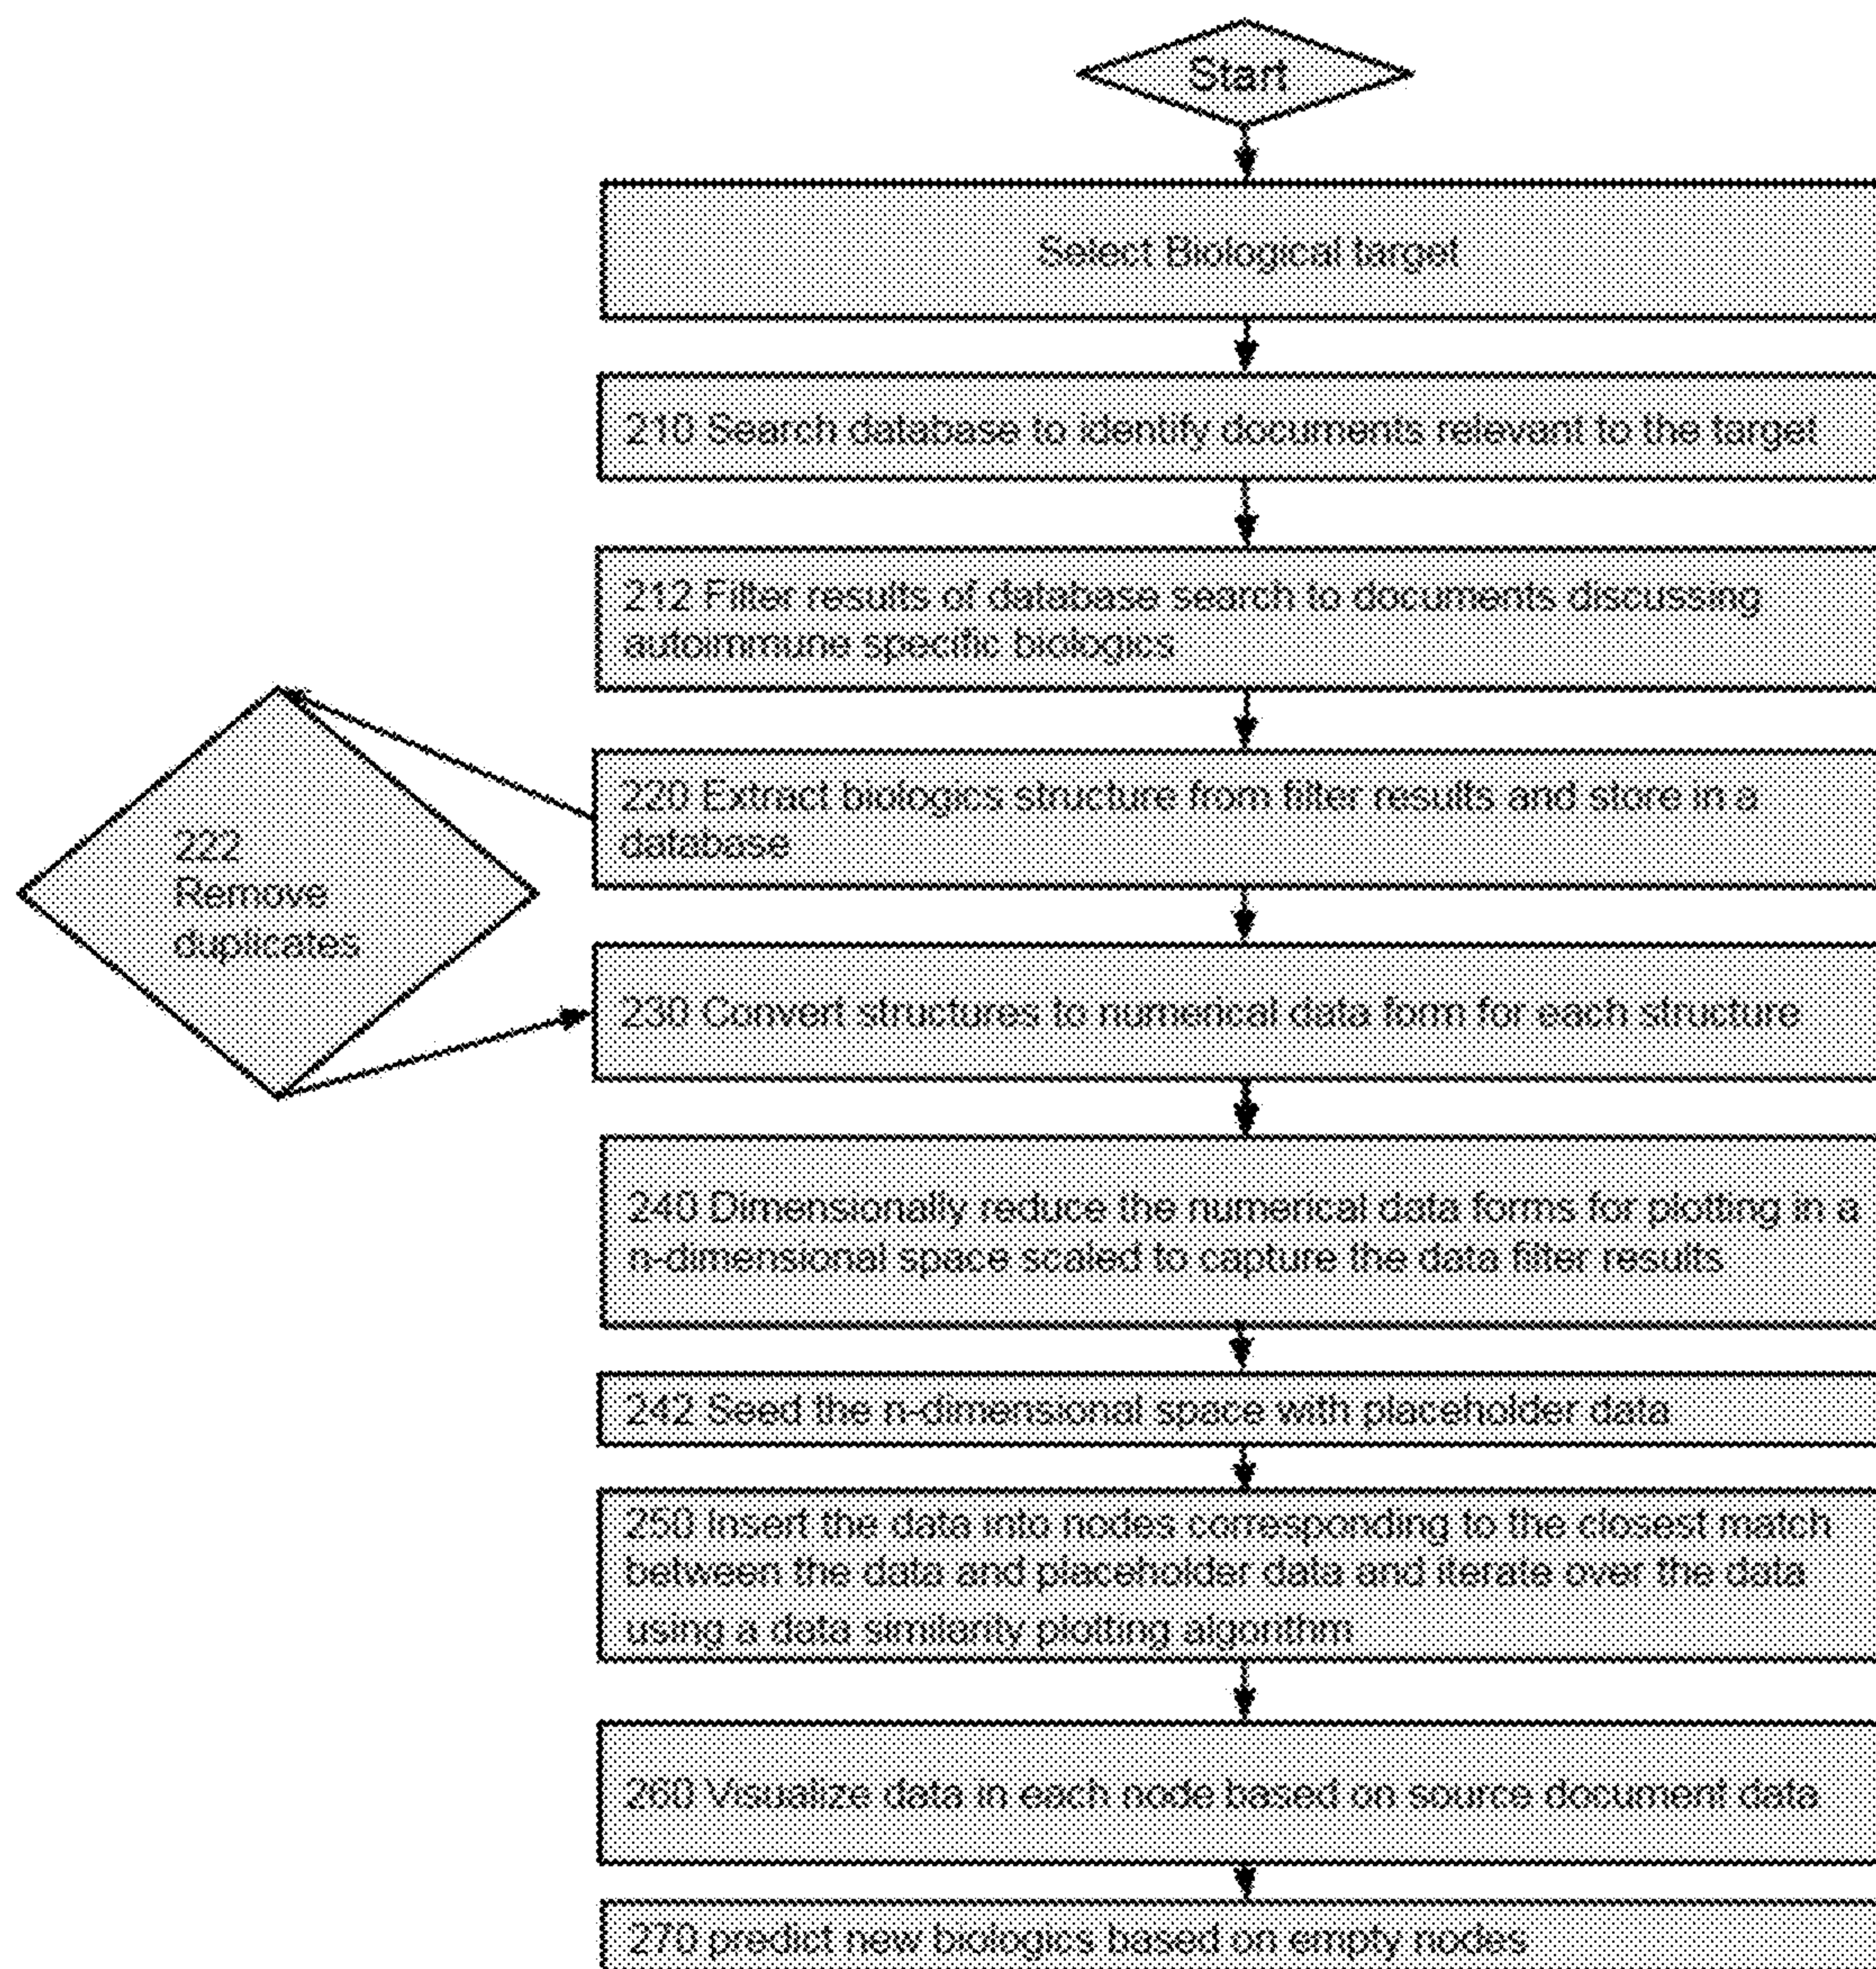 Start
Select Biological target
210 Search database to identify documents relevant to the target
212 Filter results of database search to documents discussing
autoimmune specific biologics
220 Extract biologics structure from filter results and store in a
database
222
Remove
duplicates
230 Convert structures to numerical data form for each structure
240 Dimensionally reduce the numerical data forms for plotting in a
n-dimensional space scaled to capture the data filter results
242 Seed the n-dimensional space with placeholder data
250 Insert the data into nodes corresponding to the closest match
between the data and placeholder data and iterate over the data
using a data similarity plotting algorithm
260 Visualize data in each node based on source document data
270 predict new biologics based on empty nodes